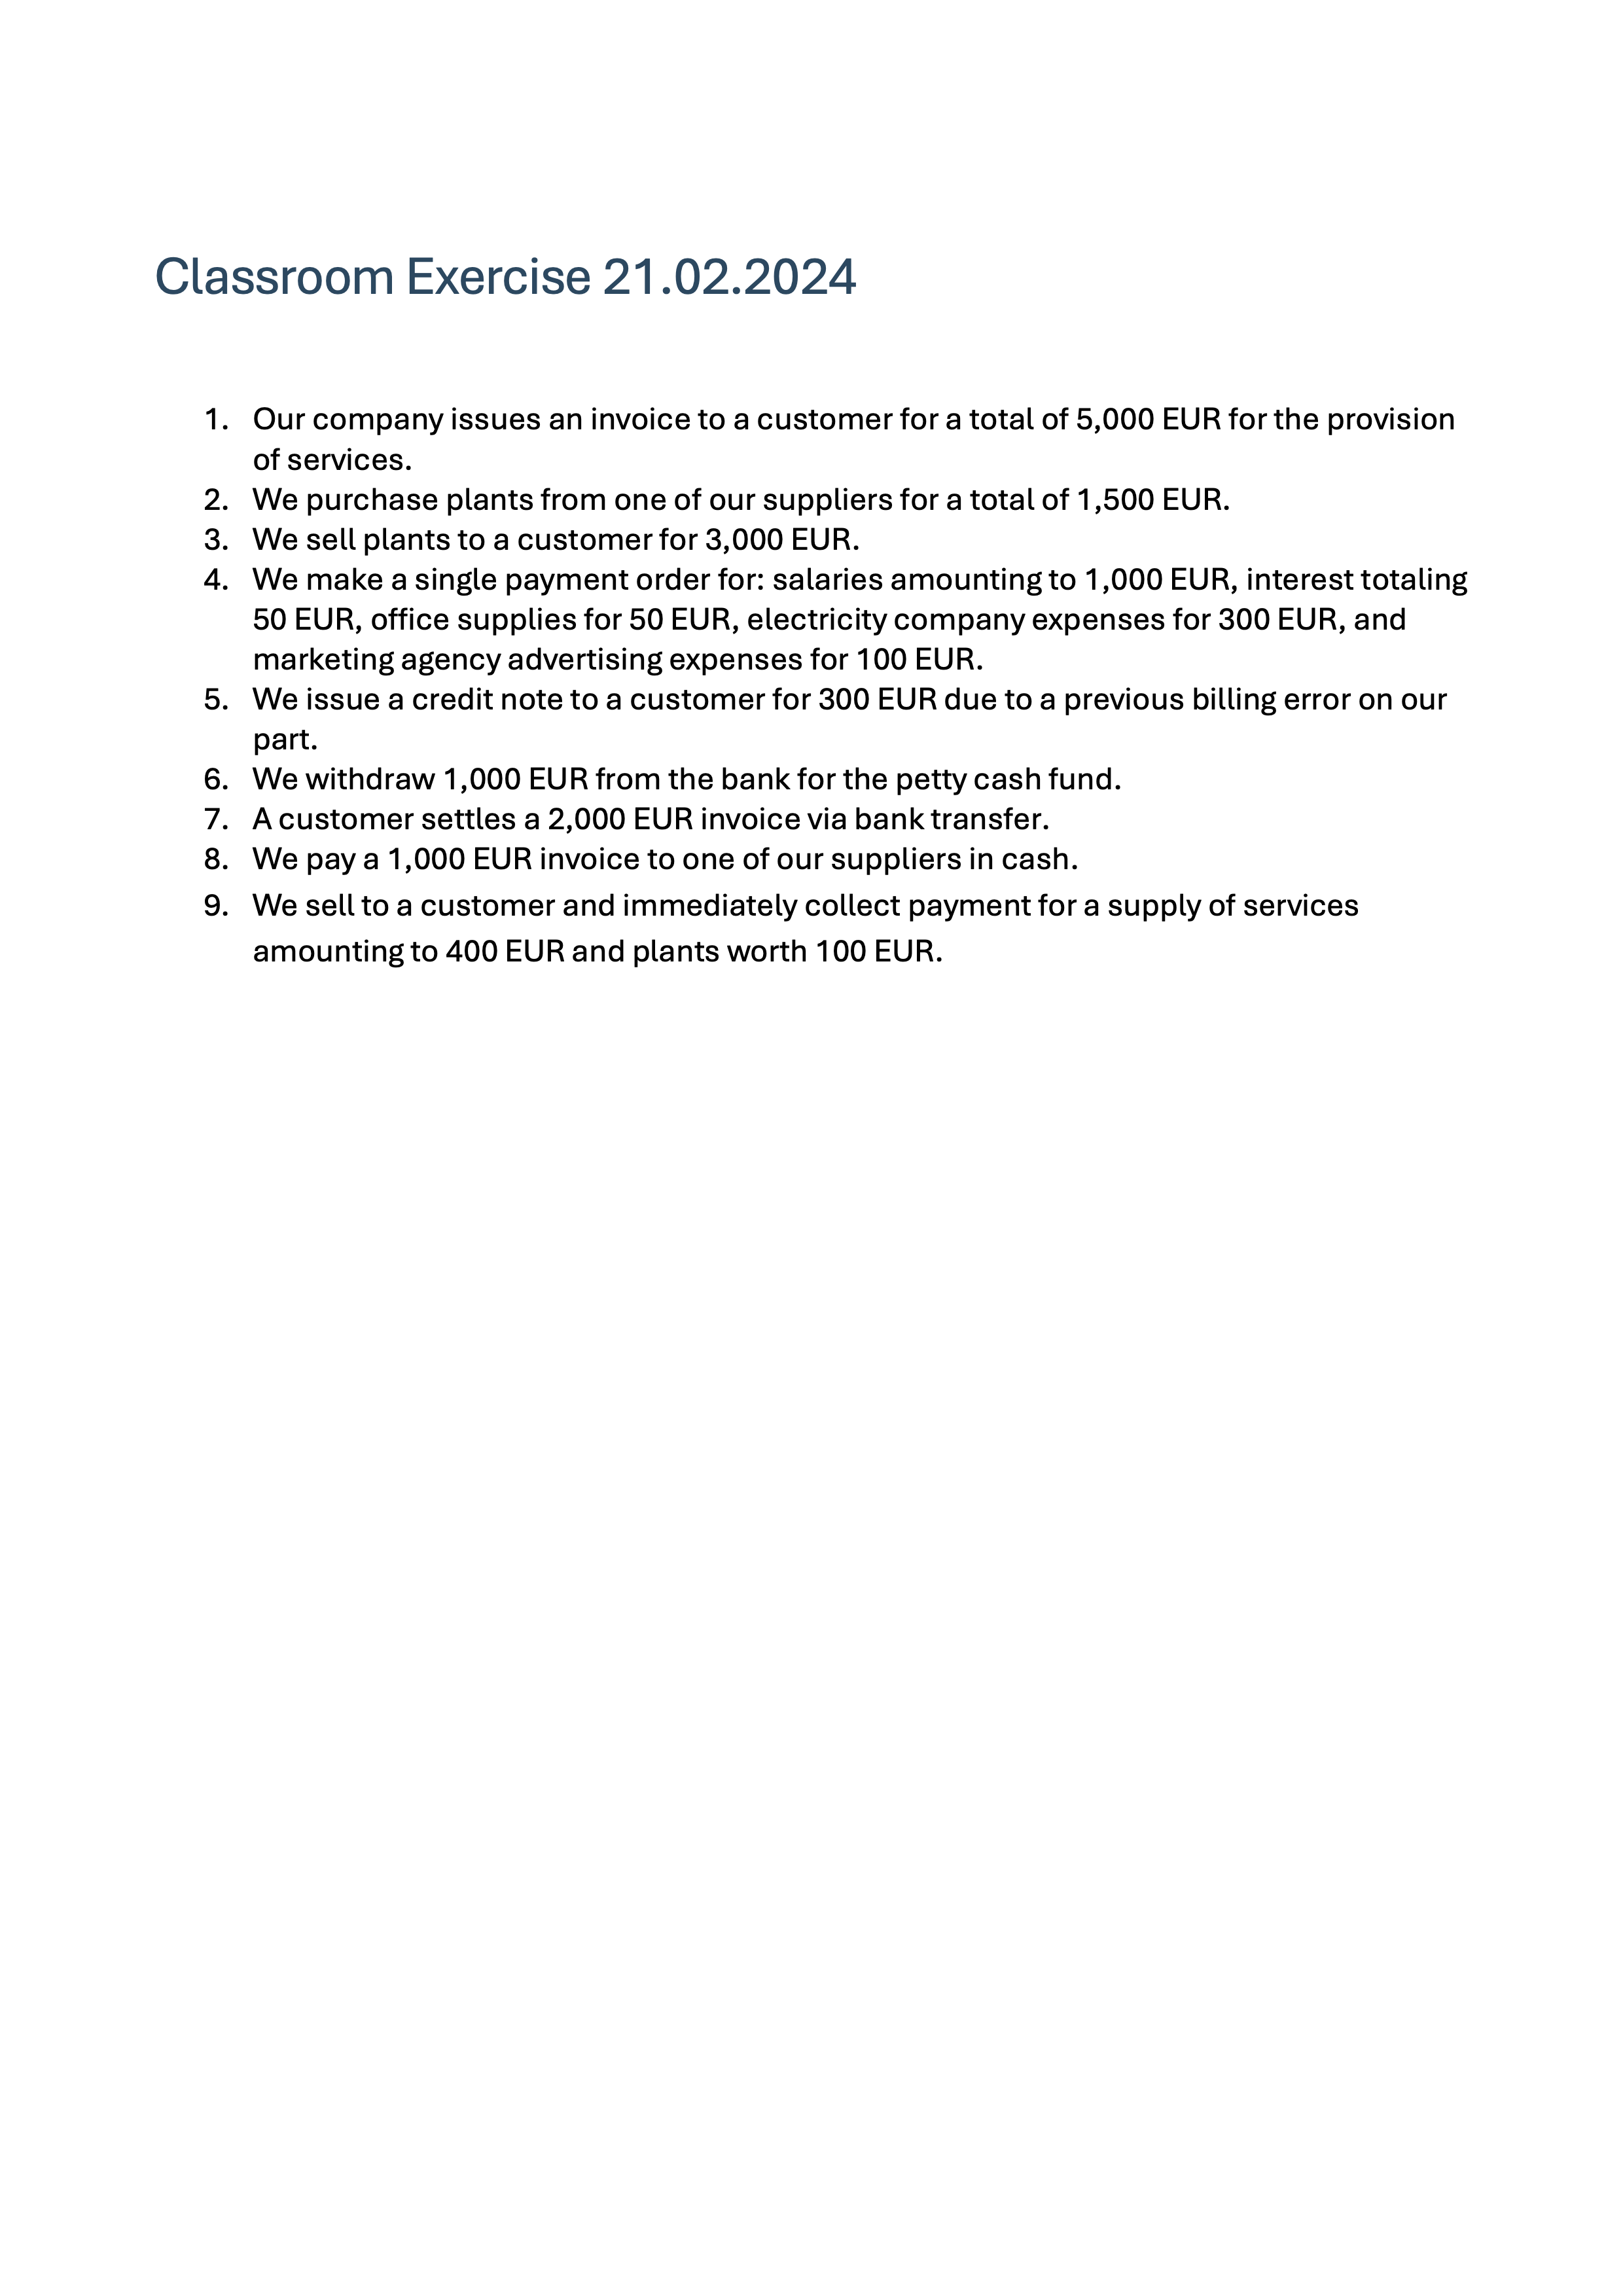 Classroom Exercise 21.02.2024
1. Our company issues an invoice to a customer for a total of 5,000 EUR for the provision
of services.
2. We purchase plants from one of our suppliers for a total of 1,500 EUR.
3. We sell plants to a customer for 3,000 EUR.
4. We make a single payment order for: salaries amounting to 1,000 EUR, interest totaling
50 EUR, office supplies for 50 EUR, electricity company expenses for 300 EUR, and
marketing agency advertising expenses for 100 EUR.
5. We issue a credit note to a customer for 300 EUR due to a previous billing error on our
part.
6. We withdraw 1,000 EUR from the bank for the petty cash fund.
7. A customer settles a 2,000 EUR invoice via bank transfer.
8. We pay a 1,000 EUR invoice to one of our suppliers in cash.
9. We sell to a customer and immediately collect payment for a supply of services
amounting to 400 EUR and plants worth 100 EUR.